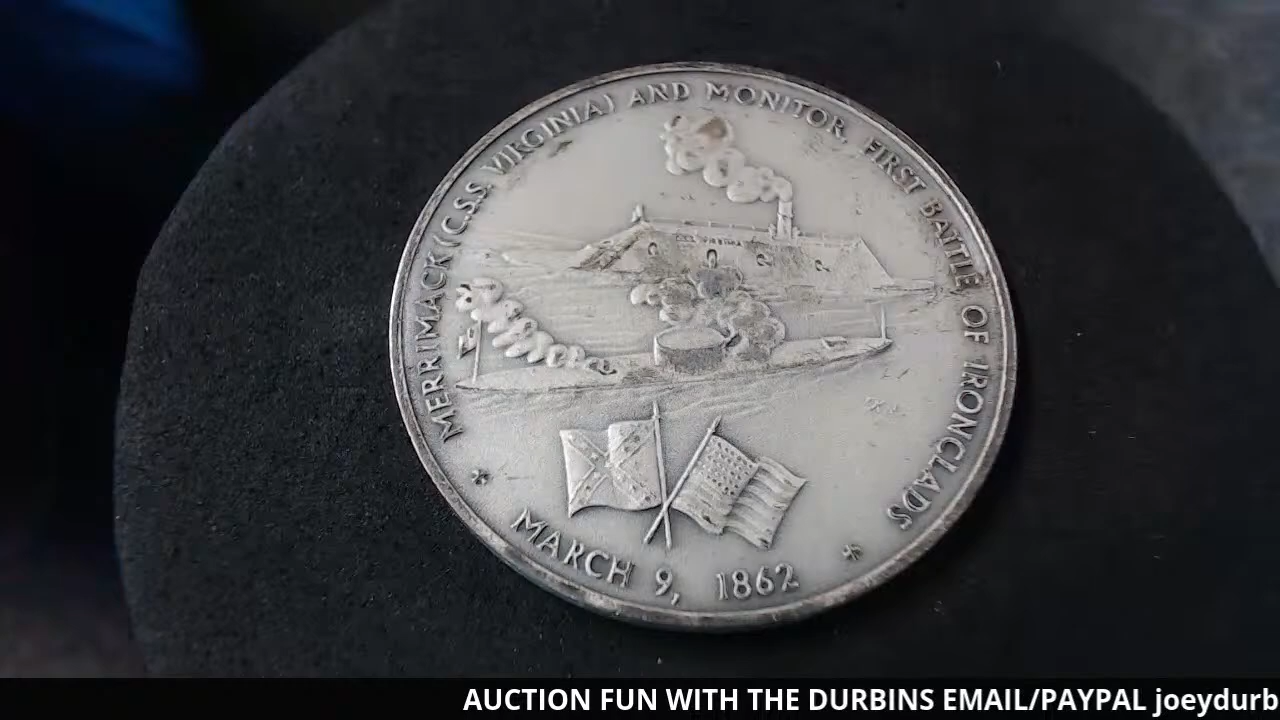 MERRIMACK (C.S.S. VIRGINIA) AND MONITOR, FIRST BATTLE OF IRONCLADS
MARCH 9, 1862
AUCTION FUN WITH THE DURBINS EMAIL/PAYPAL joeydurb